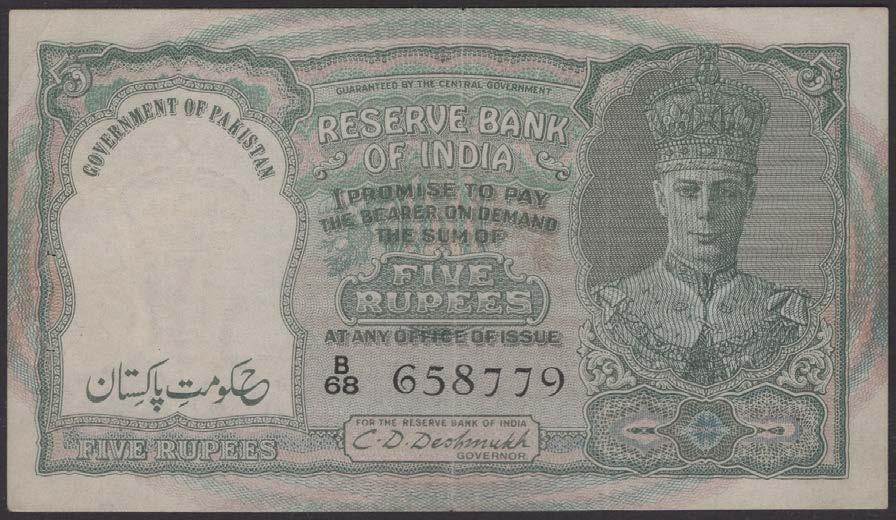 5
5
GUARANTEED BY THE CENTRAL GOVERNMENT
GOVERNMENT OF PAKISTAN
RESERVE BANK
OF INDIA
I PROMISE TO PAY
THE BEARER ON DEMAND
THE SUM OF
FIVE
RUPEES
AT ANY OFFICE OF ISSUE
B
68 658779
حکومتِ پاکستان
FOR THE RESERVE BANK OF INDIA
C. D. Deshmukh
GOVERNOR.
FIVE RUPEES